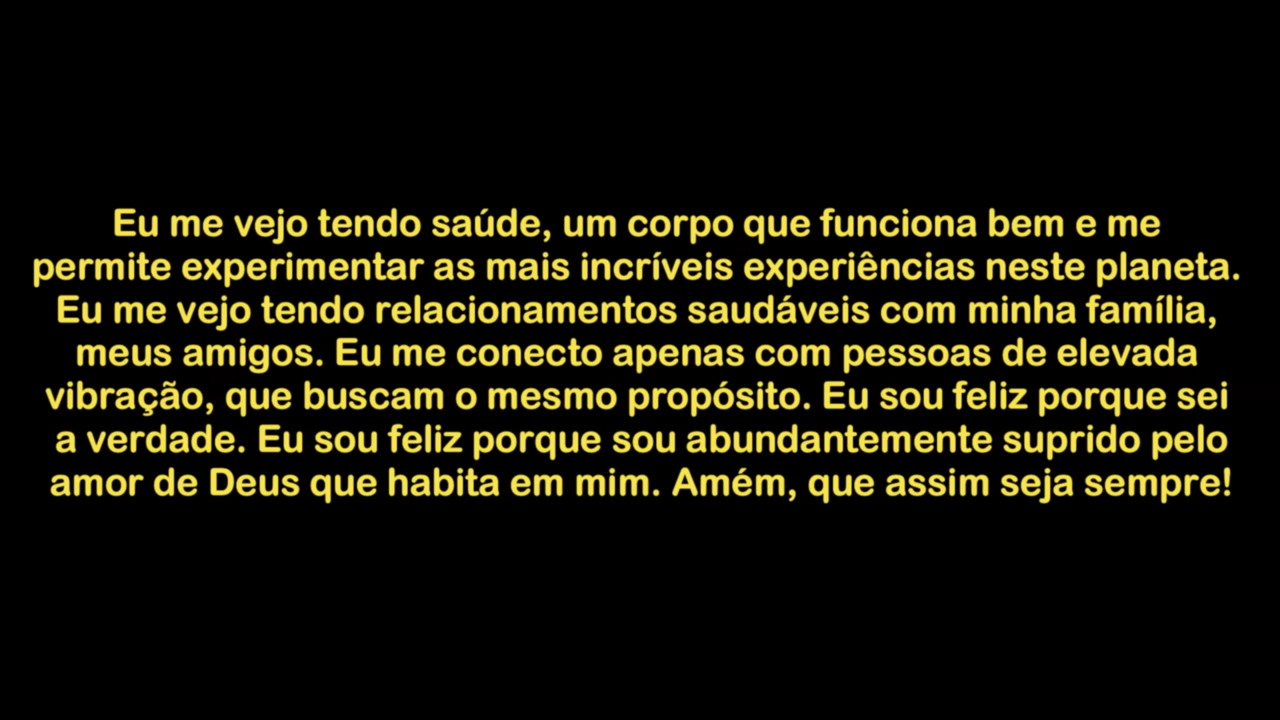 Eu me vejo tendo saúde, um corpo que funciona bem e me
permite experimentar as mais incríveis experiências neste planeta.
Eu me vejo tendo relacionamentos saudáveis com minha família,
meus amigos. Eu me conecto apenas com pessoas de elevada
vibração, que buscam o mesmo propósito. Eu sou feliz porque sei
a verdade. Eu sou feliz porque sou abundantemente suprido pelo
amor de Deus que habita em mim. Amém, que assim seja sempre!